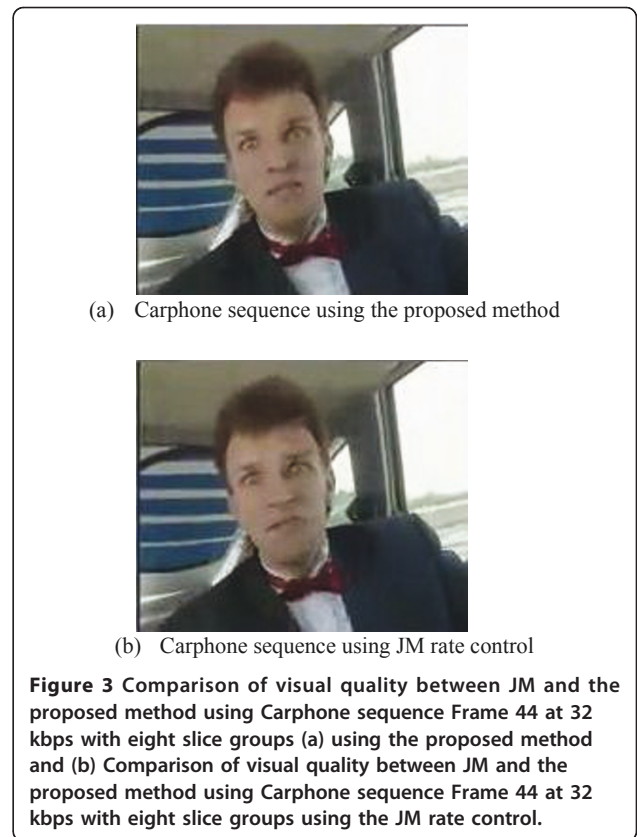 (a) Carphone sequence using the proposed method
(b) Carphone sequence using JM rate control
Figure 3 Comparison of visual quality between JM and the
proposed method using Carphone sequence Frame 44 at 32
kbps with eight slice groups (a) using the proposed method
and (b) Comparison of visual quality between JM and the
proposed method using Carphone sequence Frame 44 at 32
kbps with eight slice groups using the JM rate control.